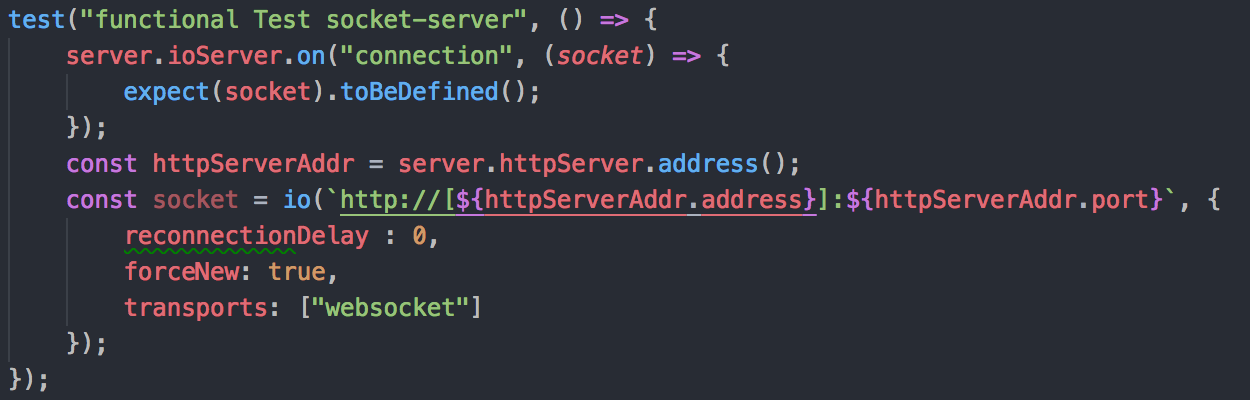 test("functional Test socket-server", () => {
    server.ioServer.on("connection", (socket) => {
        expect(socket).toBeDefined();
    });
    const httpServerAddr = server.httpServer.address();
    const socket = io(`http://[${httpServerAddr.address}]:${httpServerAddr.port}`, {
        reconnectionDelay : 0,
        forceNew: true,
        transports: ["websocket"]
    });
});